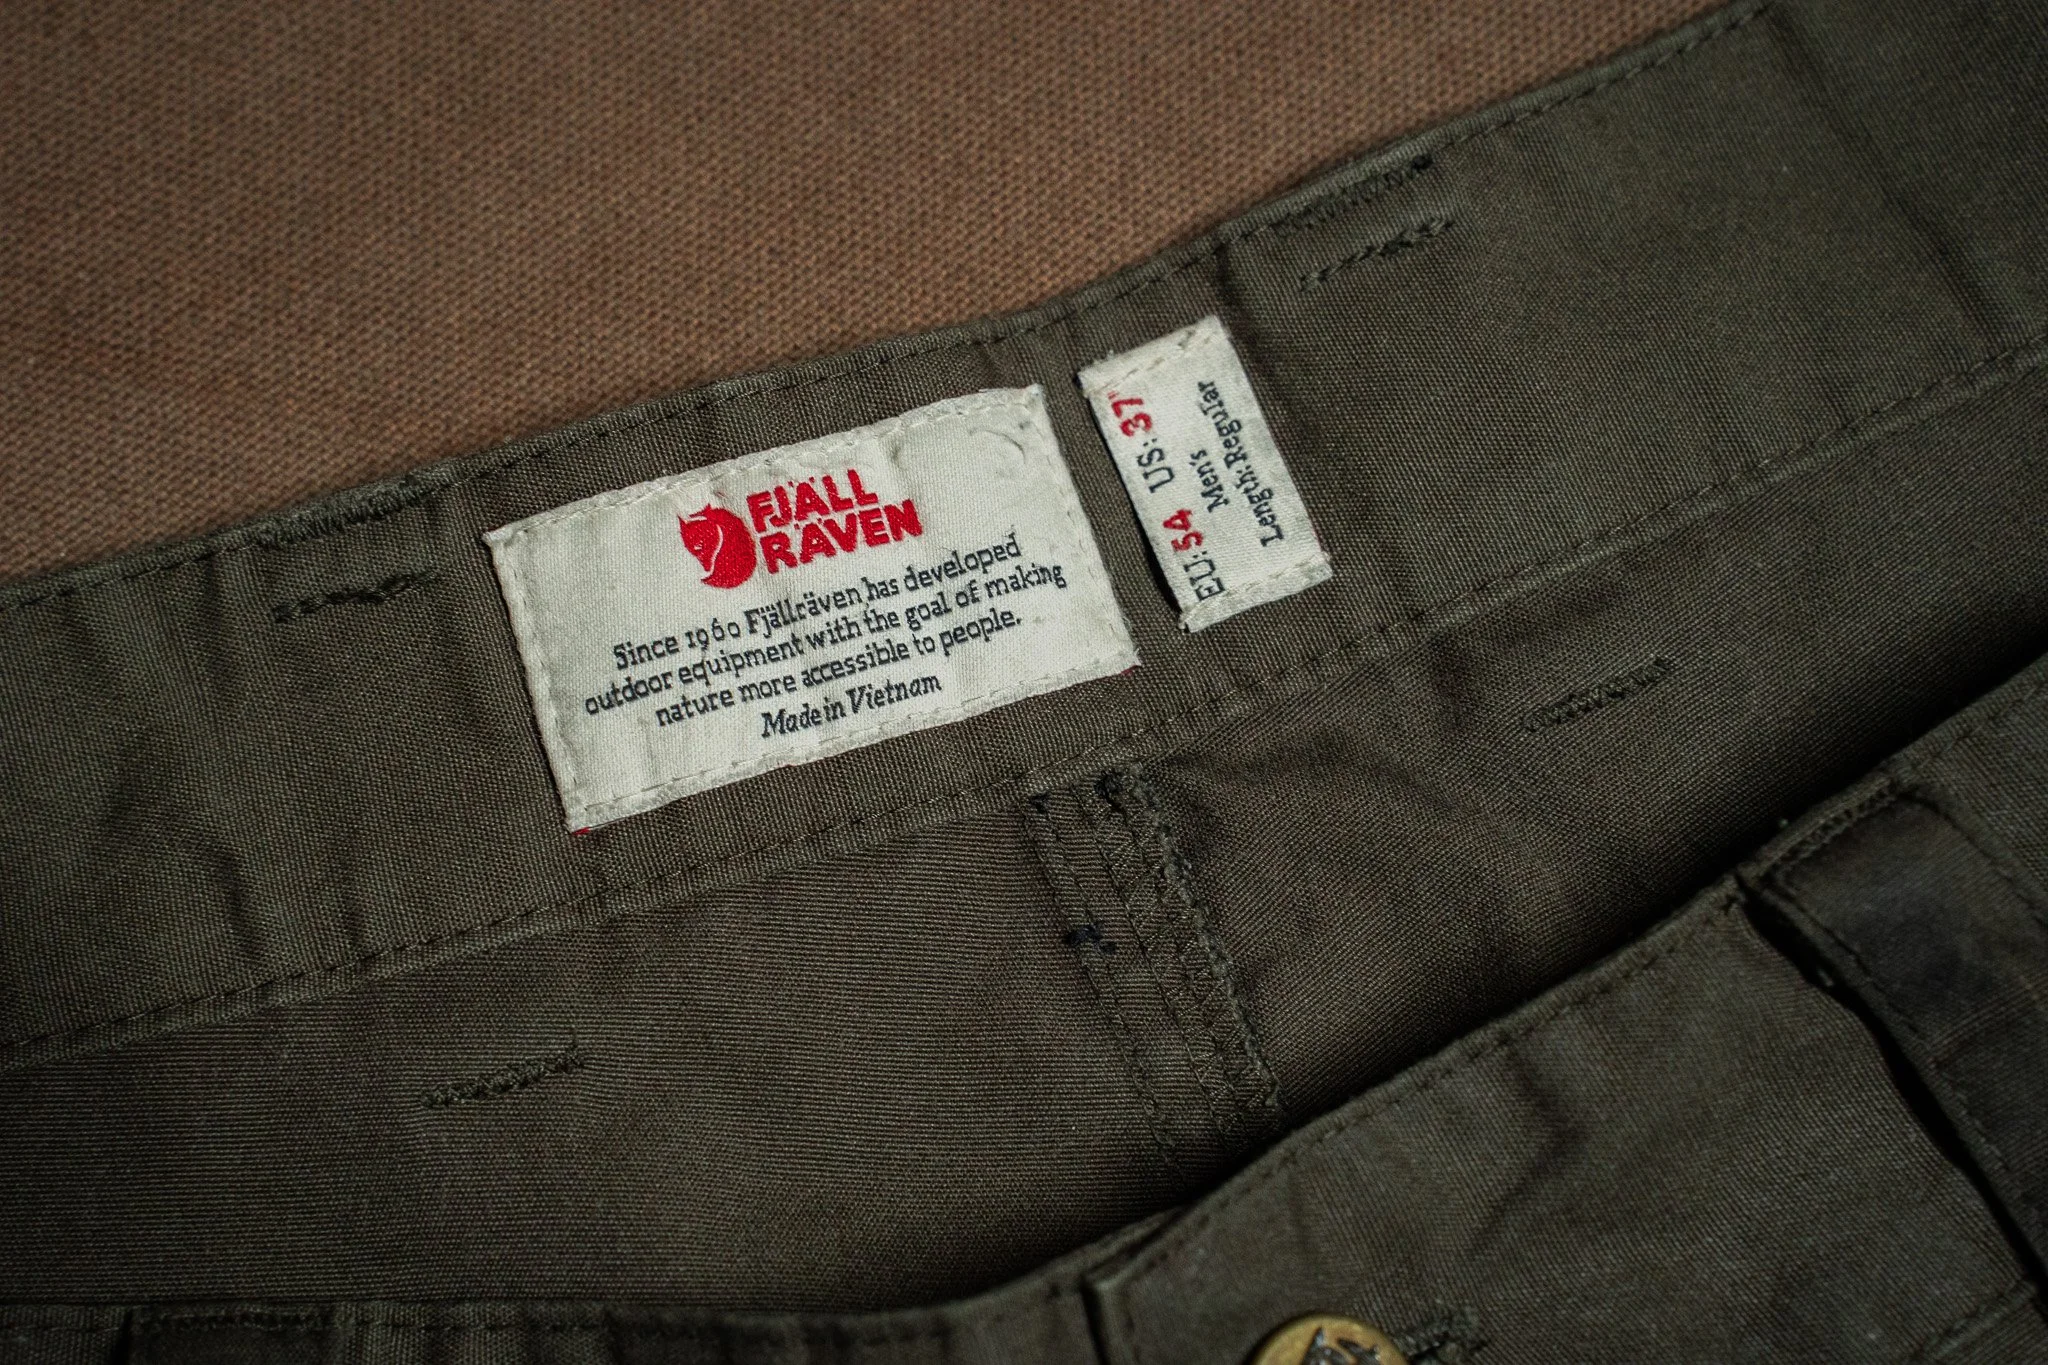 FJÄLL
RÄVEN
Since 1960 Fjällräven has developed
outdoor equipment with the goal of making
nature more accessible to people.
Made in Vietnam
EU: 54 US: 37"
Men's
Length: Regular